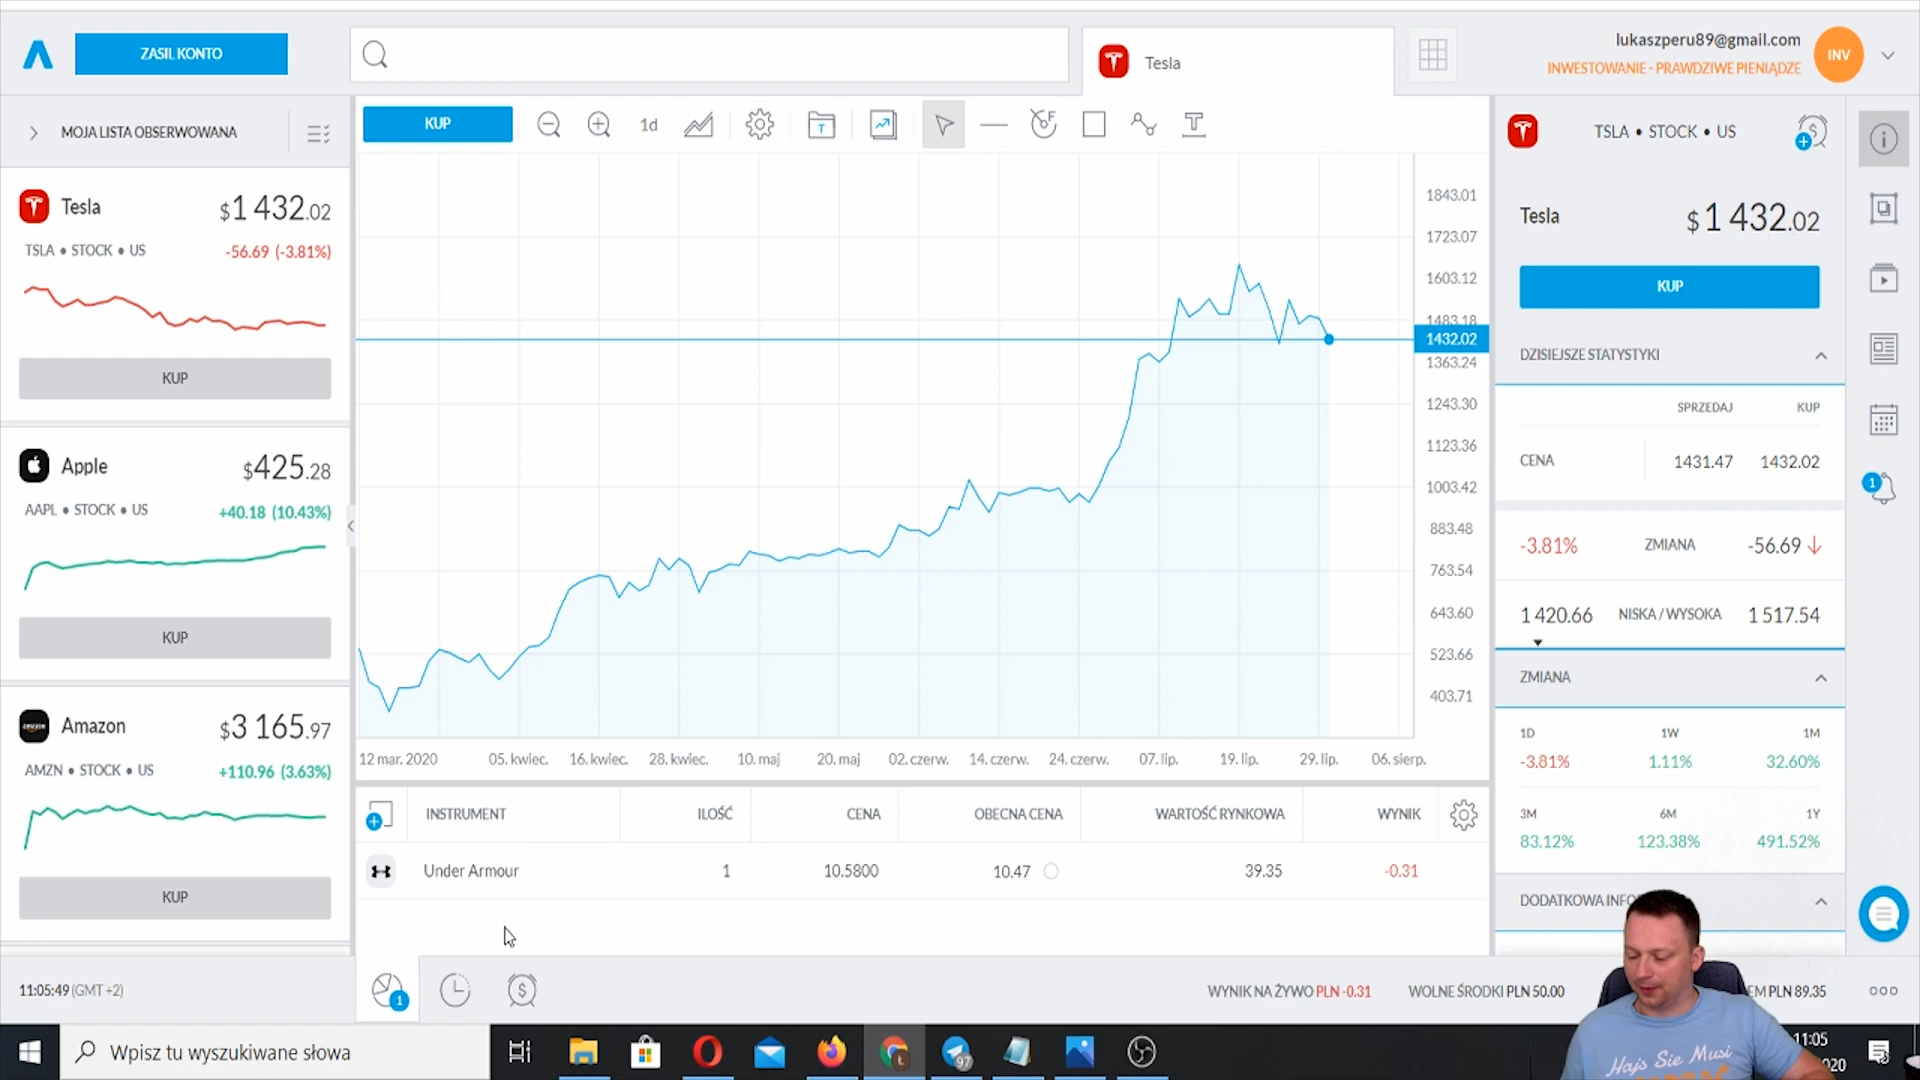 ZASIL KONTO
Tesla
lukaszperu89@gmail.com
INWESTOWANIE - PRAWDZIWE PIENIĄDZE
INV
MOJA LISTA OBSERWOWANA
KUP
1d
TSLA • STOCK • US
Tesla
$1 432.02
TSLA • STOCK • US
-56.69 (-3.81%)
KUP
Apple
$425.28
AAPL • STOCK • US
+40.18 (10.43%)
KUP
Amazon
$3 165.97
AMZN • STOCK • US
+110.96 (3.63%)
KUP
1843.01
1723.07
1603.12
1483.18
1432.02
1363.24
1243.30
1123.36
1003.42
883.48
763.54
643.60
523.66
403.71
12 mar. 2020
05. kwiec.
16. kwiec.
28. kwiec.
10. maj
20. maj
02. czerw.
14. czerw.
24. czerw.
07. lip.
19. lip.
29. lip.
06. sierp.
INSTRUMENT
ILOŚĆ
CENA
OBECNA CENA
WARTOŚĆ RYNKOWA
WYNIK
Under Armour
1
10.5800
10.47
39.35
-0.31
Tesla
$1 432.02
KUP
DZISIEJSZE STATYSTYKI
SPRZEDAJ
KUP
CENA
1431.47
1432.02
-3.81%
ZMIANA
-56.69
1 420.66
NISKA / WYSOKA
1 517.54
ZMIANA
1D
1W
1M
-3.81%
1.11%
32.60%
3M
6M
1Y
83.12%
123.38%
491.52%
1
11:05:49 (GMT +2)
1
WYNIK NA ŻYWO PLN -0.31
WOLNE ŚRODKI PLN 50.00
PLN 89.35
Wpisz tu wyszukiwane słowa
97
11:05
Hajs Sie Musi